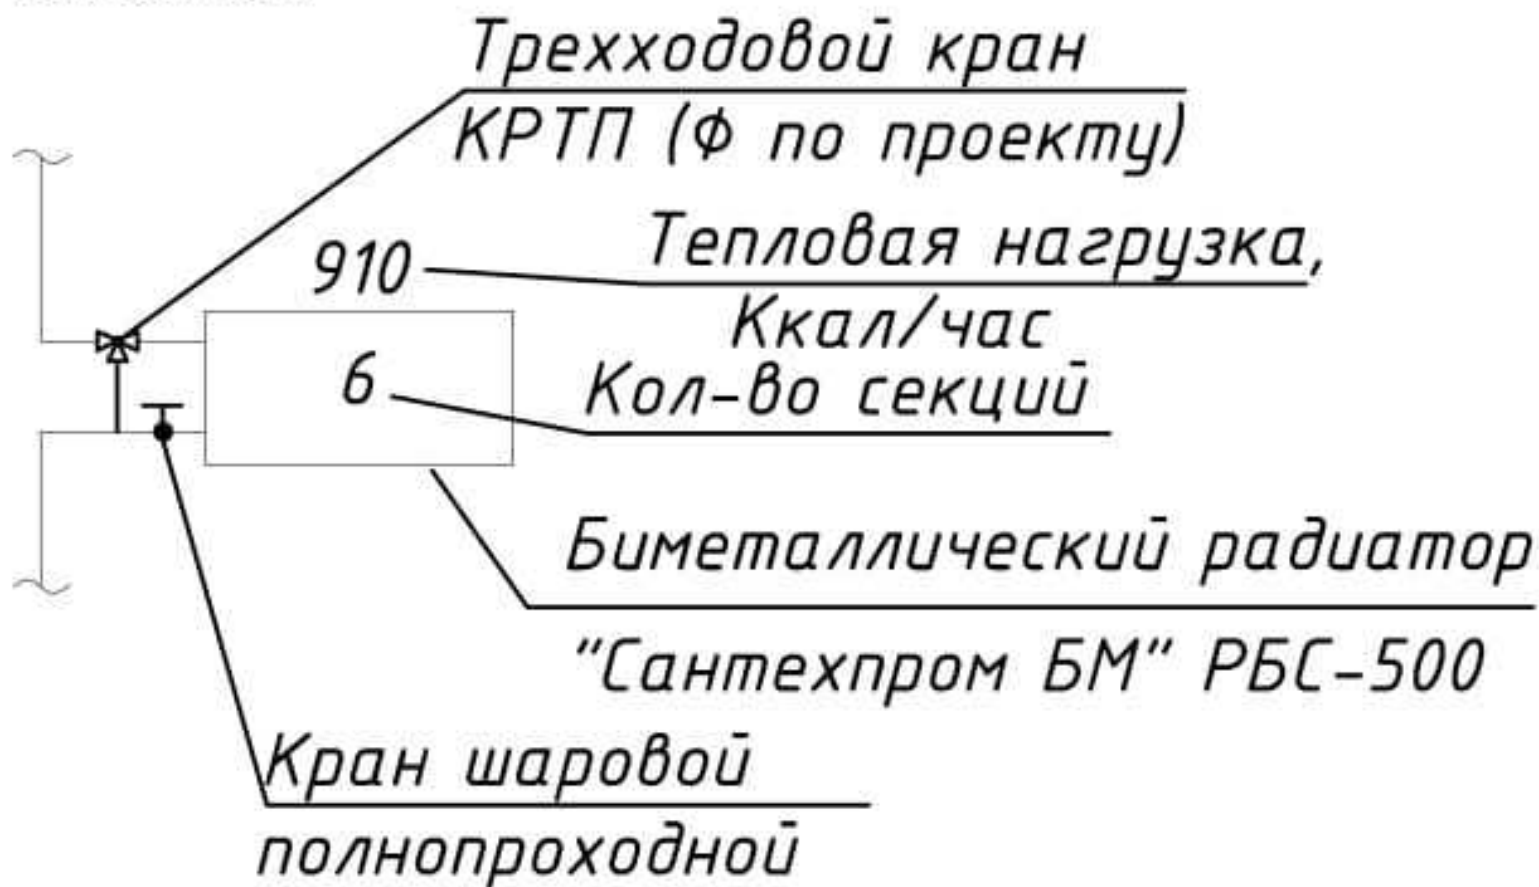 Трехходовой кран
КРТП (Ф по проекту)
910
Тепловая нагрузка,
Ккал/час
6
Кол-во секций
Биметаллический радиатор
"Сантехпром БМ" РБС-500
Кран шаровой
полнопроходной